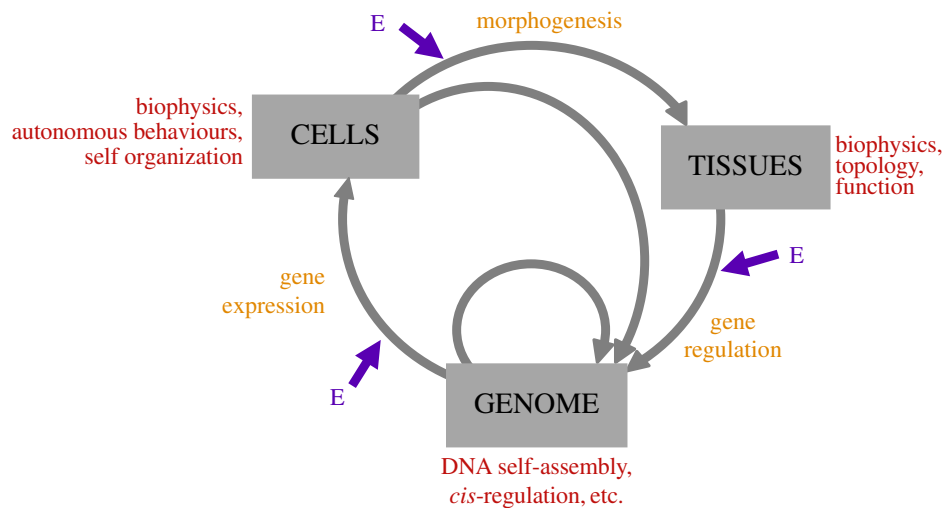 E
morphogenesis
biophysics,
autonomous behaviours,
self organization
CELLS
TISSUES
biophysics,
topology,
function
E
gene
expression
gene
regulation
E
GENOME
DNA self-assembly,
cis-regulation, etc.